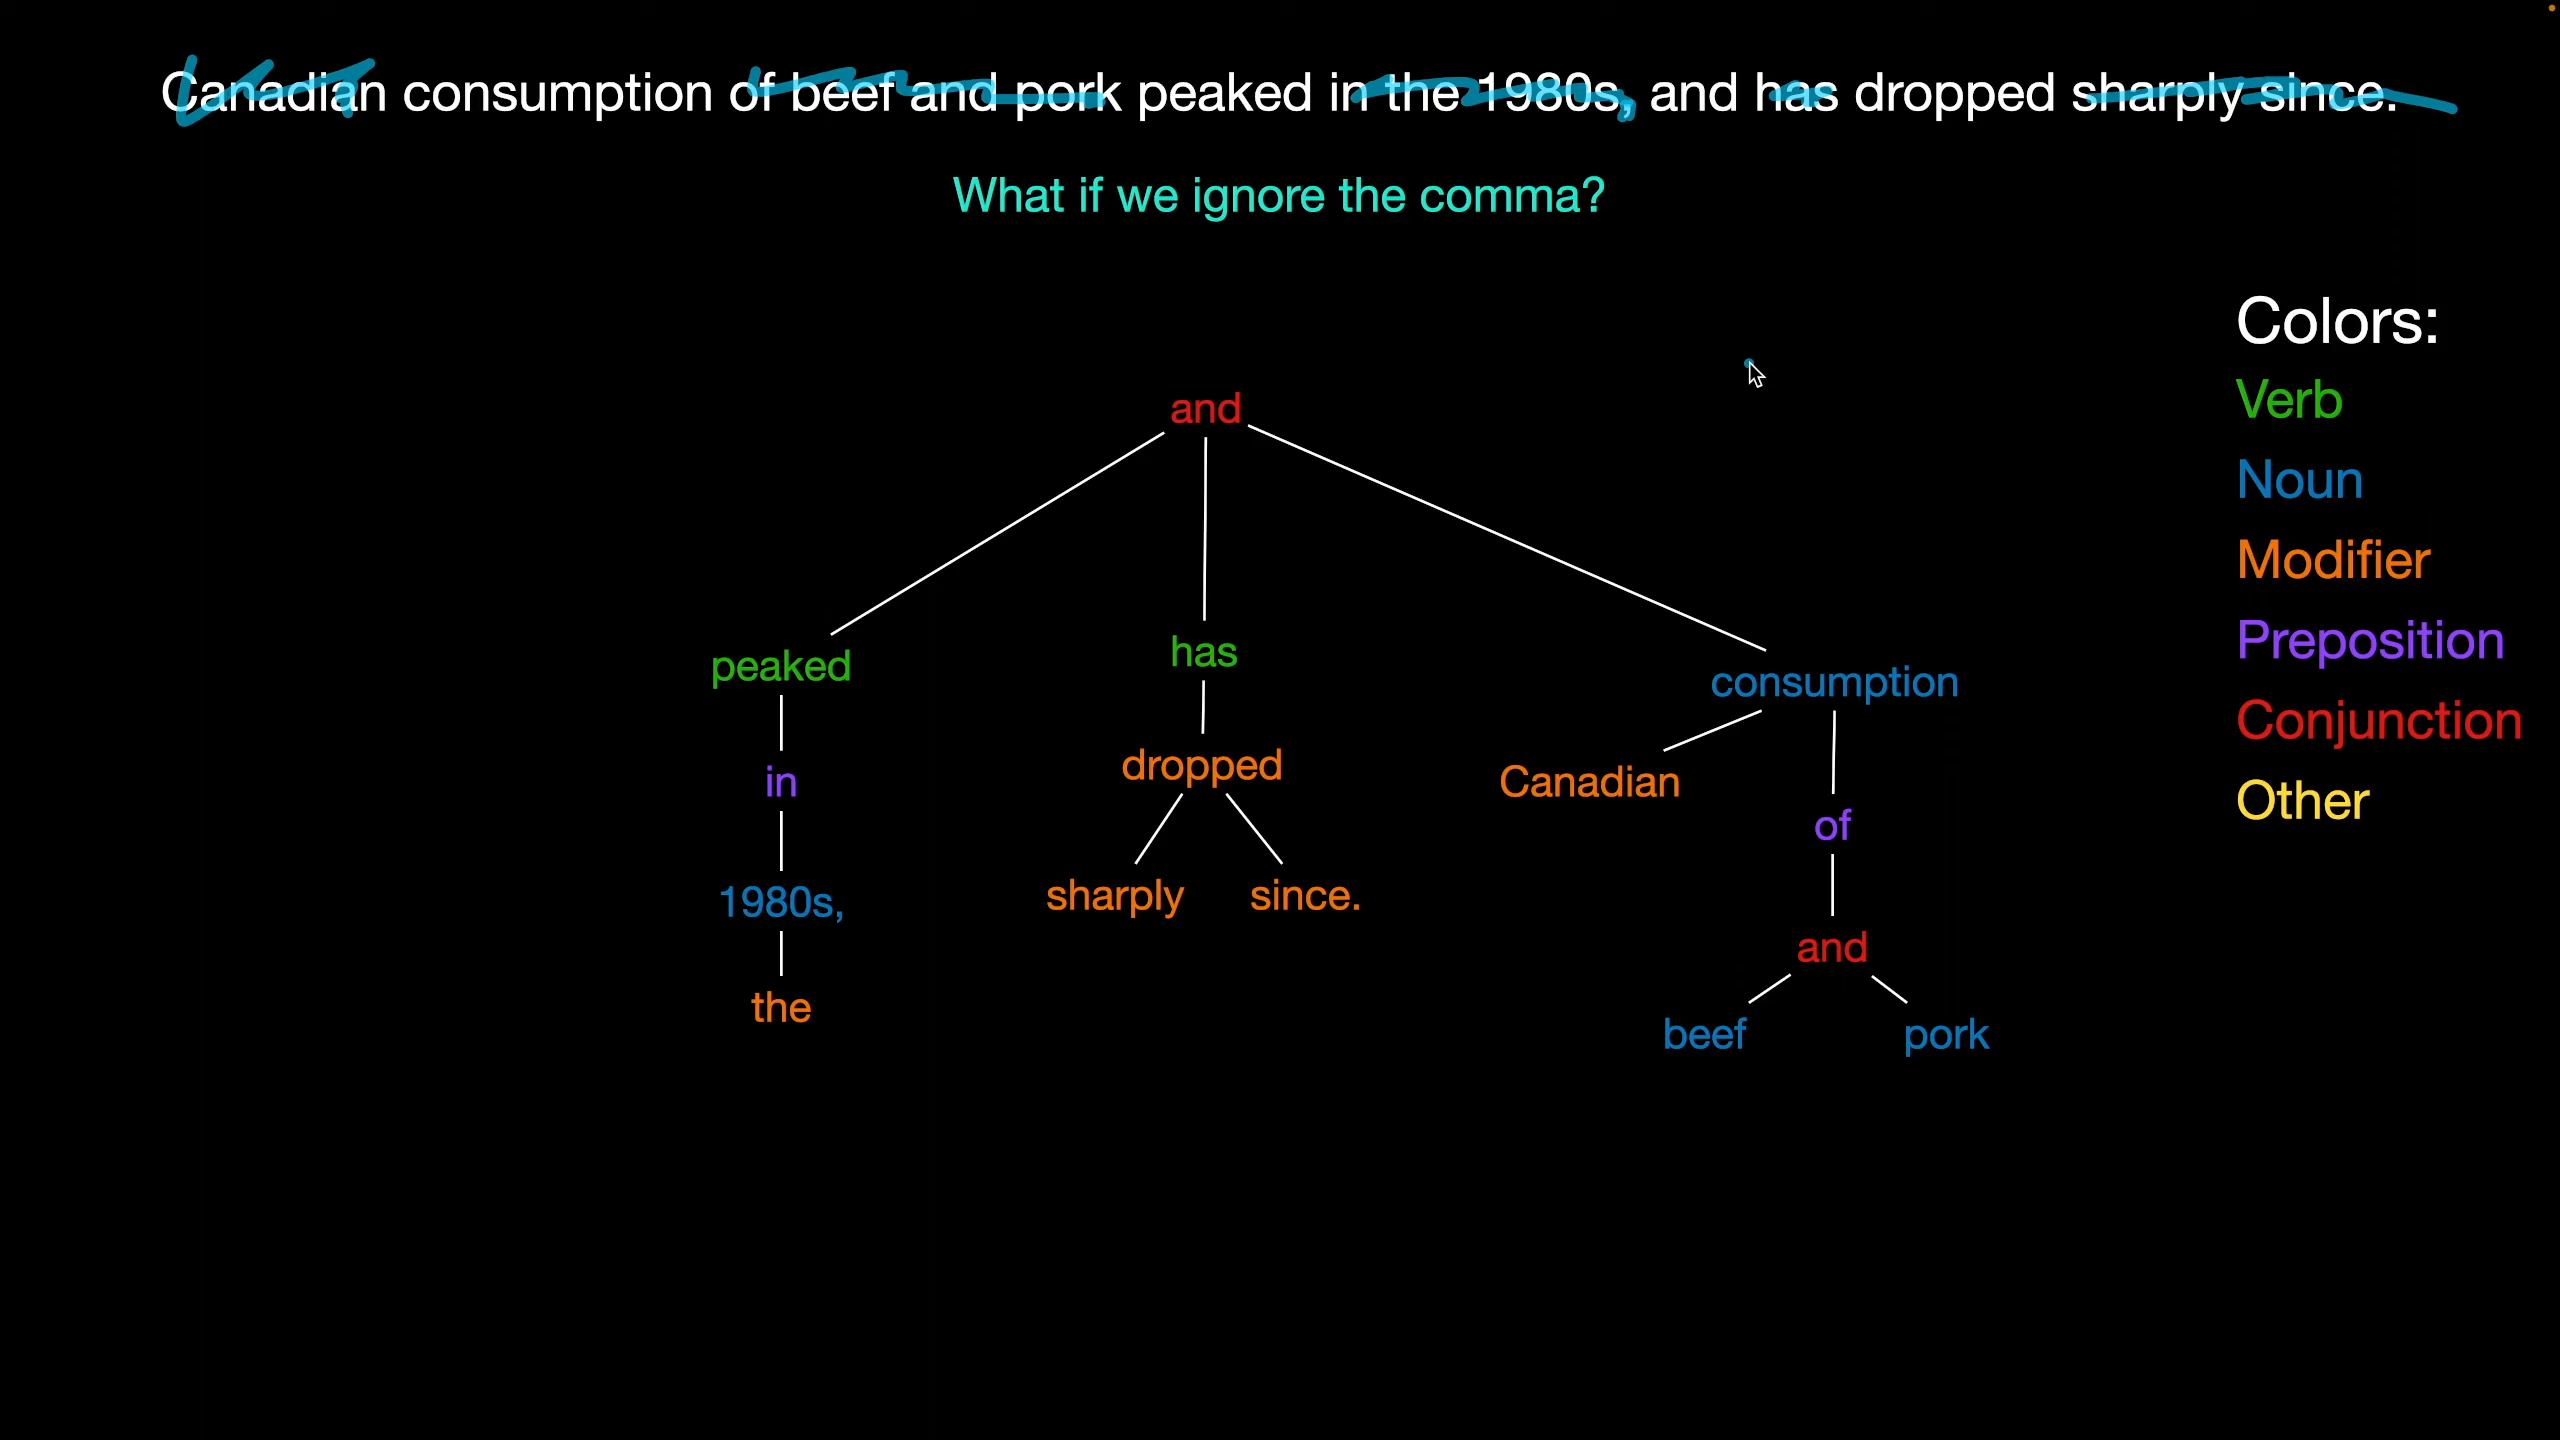 Canadian consumption of beef and pork peaked in the 1980s, and has dropped sharply since.
What if we ignore the comma?
Colors:
Verb
Noun
Modifier
Preposition
Conjunction
Other
and
peaked has consumption
in dropped Canadian of
1980s, sharply since. and
the beef pork